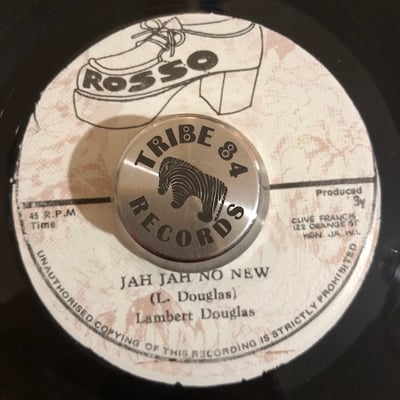 ROSSO
TRIBE 84
RECORDS
45 R.P.M
Time
Produced
By
CLIVE FRANCIS
122 ORANGE ST
KGN. JA. W.I.
JAH JAH NO NEW
(L. Douglas)
Lambert Douglas
UNAUTHORISED COPYING OF THIS RECORDING IS STRICTLY PROHIBITED